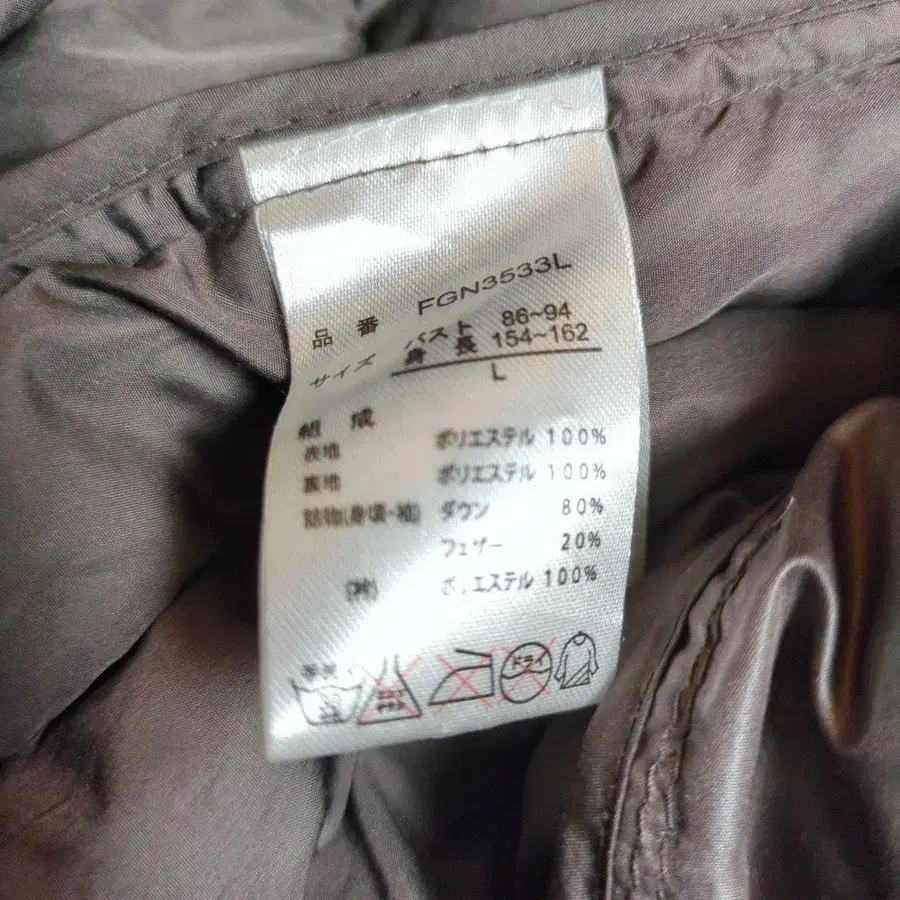 品番 FGN3533L
サイズ バスト 86~94
身長 154~162
L
組成
表地 ポリエステル 100%
裏地 ポリエステル 100%
詰物(身頃・袖) ダウン 80%
フェザー 20%
(衿) ポリエステル 100%
ドライ